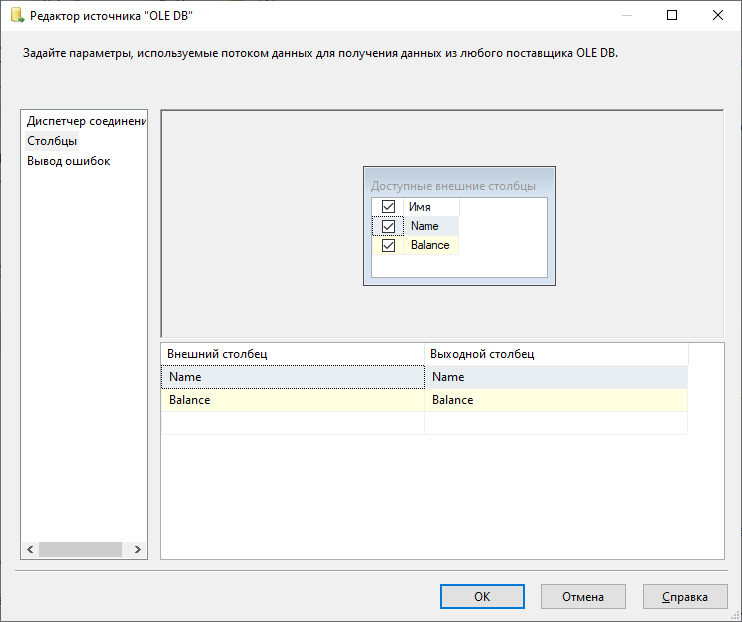 Редактор источника "OLE DB"
Задайте параметры, используемые потоком данных для получения данных из любого поставщика OLE DB.
Диспетчер соединени
Столбцы
Вывод ошибок
Доступные внешние столбцы
Имя
Name
Balance
Внешний столбец Выходной столбец
Name Name
Balance Balance
OK Отмена Справка